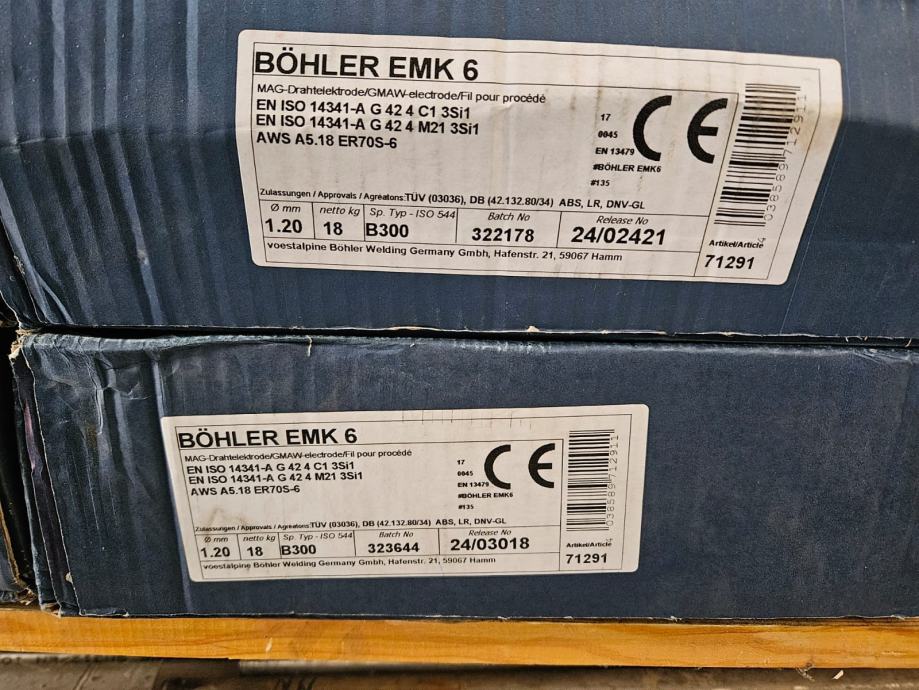 BÖHLER EMK 6
MAG-Drahtelektrode/GMAW-electrode/Fil pour procédé
EN ISO 14341-A G 42 4 C1 3Si1
EN ISO 14341-A G 42 4 M21 3Si1
AWS A5.18 ER70S-6
17
0045
EN 13479
#BÖHLER EMK6
#135
CE
Zulassungen / Approvals / Agreations: TÜV (03036), DB (42.132.80/34) ABS, LR, DNV-GL
Ø mm netto kg Sp. Typ - ISO 544 Batch No Release No
1.20 18 B300 322178 24/02421
voestalpine Böhler Welding Germany Gmbh, Hafenstr. 21, 59067 Hamm
Artikel/Article
71291
BÖHLER EMK 6
MAG-Drahtelektrode/GMAW-electrode/Fil pour procédé
EN ISO 14341-A G 42 4 C1 3Si1
EN ISO 14341-A G 42 4 M21 3Si1
AWS A5.18 ER70S-6
17
0045
EN 13479
#BÖHLER EMK6
#135
CE
Zulassungen / Approvals / Agreatons: TÜV (03036), DB (42.132.80/34) ABS, LR, DNV-GL
Ø mm netto kg Sp. Typ - ISO 544 Batch No Release No
1.20 18 B300 323644 24/03018
voestalpine Böhler Welding Germany Gmbh, Hafenstr. 21, 59067 Hamm
Artikel/Article
71291